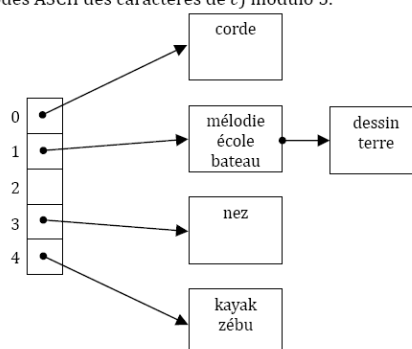 odes ASCII des caractères de c) modulo 5.
corde
0
1
2
3
4
mélodie
école
bateau
dessin
terre
nez
kayak
zébu